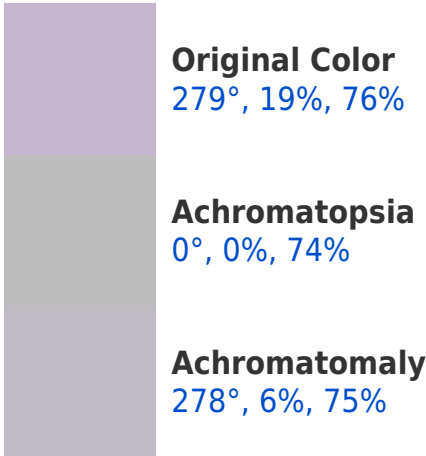 Original Color
279°, 19%, 76%
Achromatopsia
0°, 0%, 74%
Achromatomaly
278°, 6%, 75%